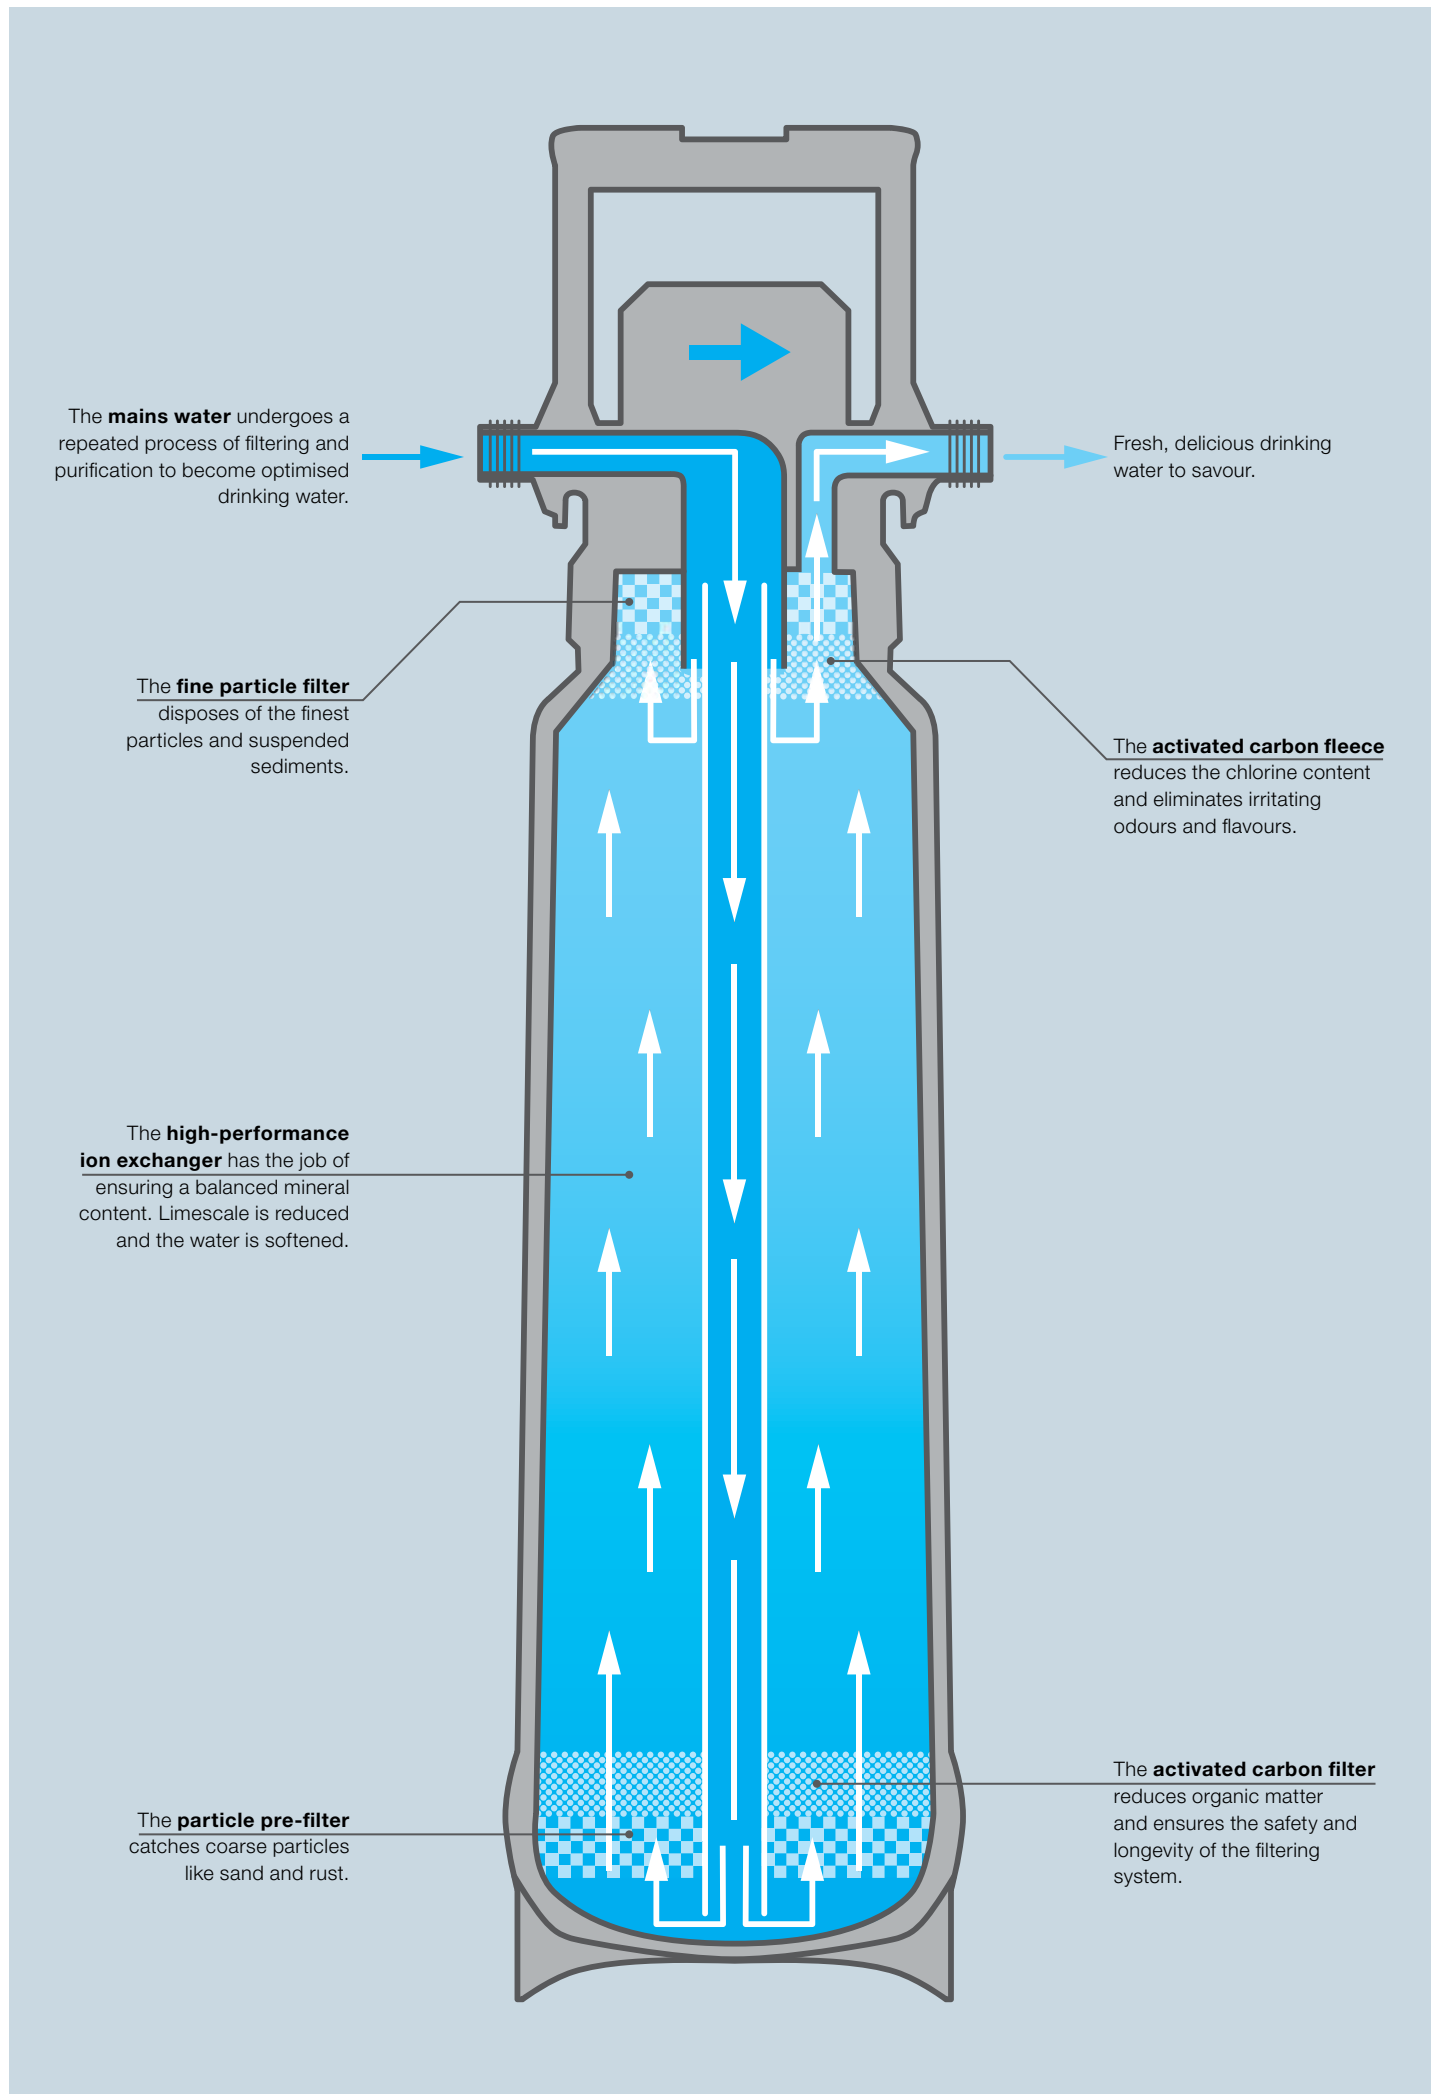 The mains water undergoes a
repeated process of filtering and
purification to become optimised
drinking water.
Fresh, delicious drinking
water to savour.
The fine particle filter
disposes of the finest
particles and suspended
sediments.
The activated carbon fleece
reduces the chlorine content
and eliminates irritating
odours and flavours.
The high-performance
ion exchanger has the job of
ensuring a balanced mineral
content. Limescale is reduced
and the water is softened.
The activated carbon filter
reduces organic matter
and ensures the safety and
longevity of the filtering
system.
The particle pre-filter
catches coarse particles
like sand and rust.